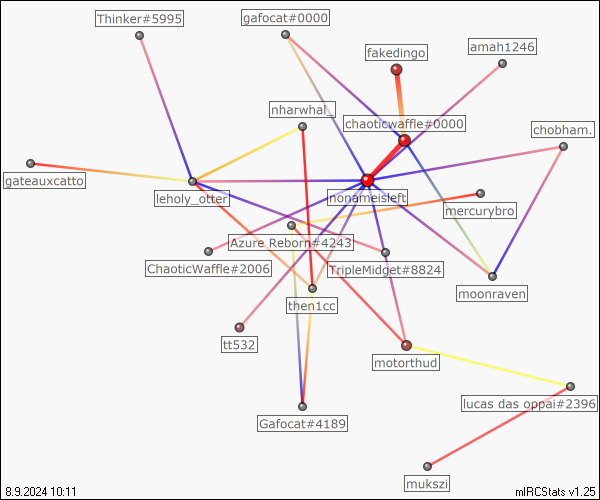 Thinker#5995
gafocat#0000
fakedingo
amah1246
nharwhal_
chaoticwaffle#0000
chobham.
gateauxcatto
leholy_otter
nonameisleft
mercurybro
Azure Reborn#4243
ChaoticWaffle#2006
TripleMidget#8824
moonraven
then1cc
tt532
motorthud
lucas das oppai#2396
Gafocat#4189
mukszi
8.9.2024 10:11
mIRCStats v1.25